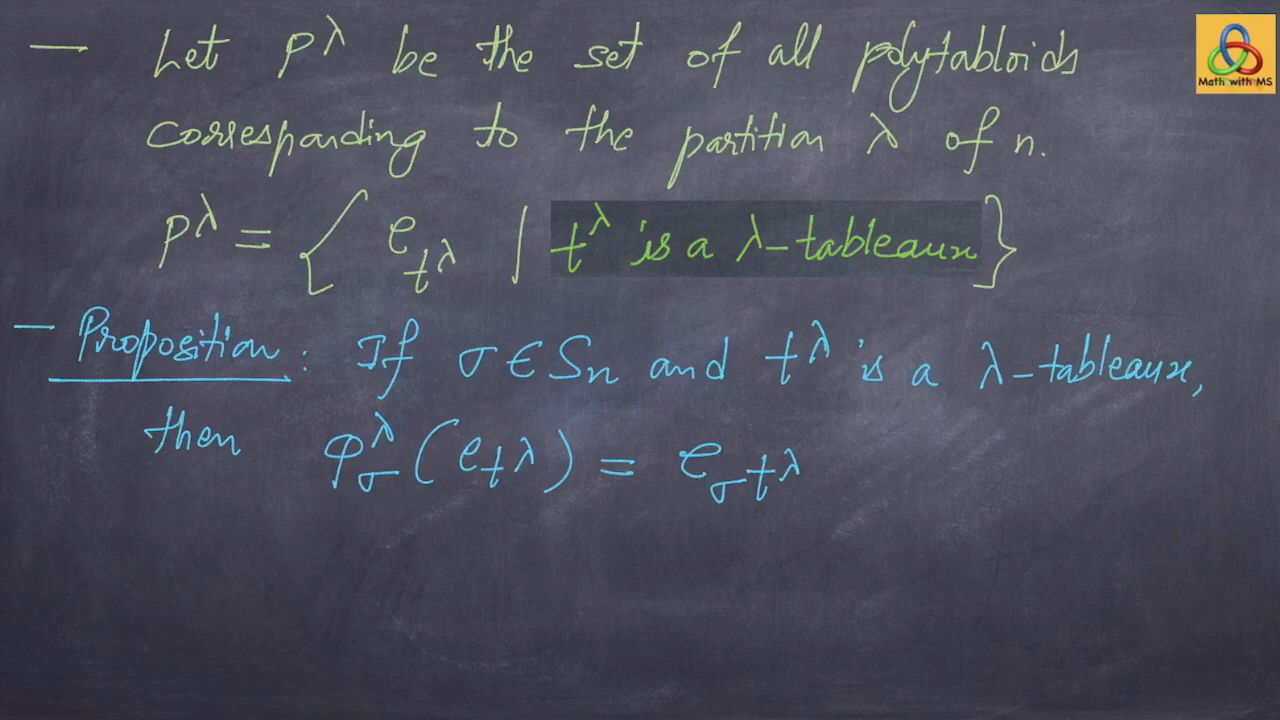 — Let P^λ be the set of all polytabloids
corresponding to the partition λ of n.
P^λ = { e_{t^λ} | t^λ is a λ-tableaux }
— Proposition: If σ ∈ S_n and t^λ is a λ-tableaux,
then φ^λ_σ (e_{t^λ}) = e_{σt^λ}
Math with MS